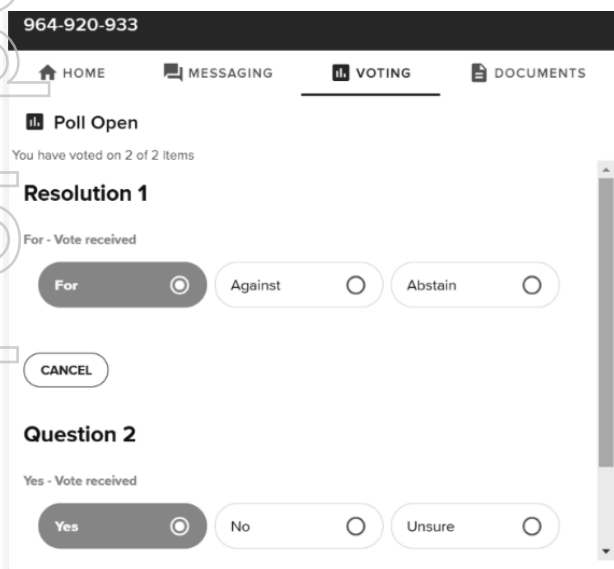 964-920-933
HOME MESSAGING VOTING DOCUMENTS
Poll Open
You have voted on 2 of 2 items
Resolution 1
For - Vote received
For Against Abstain
CANCEL
Question 2
Yes - Vote received
Yes No Unsure